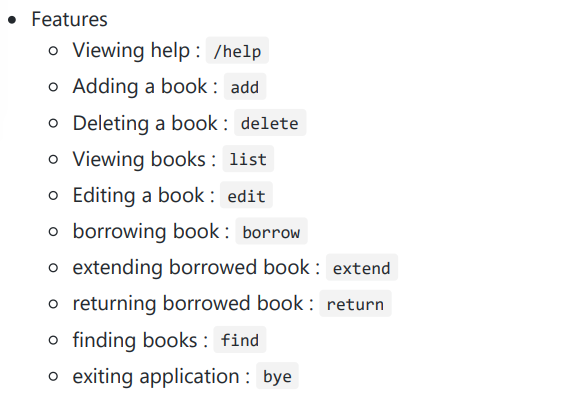 Features
Viewing help : /help
Adding a book : add
Deleting a book : delete
Viewing books : list
Editing a book : edit
borrowing book : borrow
extending borrowed book : extend
returning borrowed book : return
finding books : find
exiting application : bye